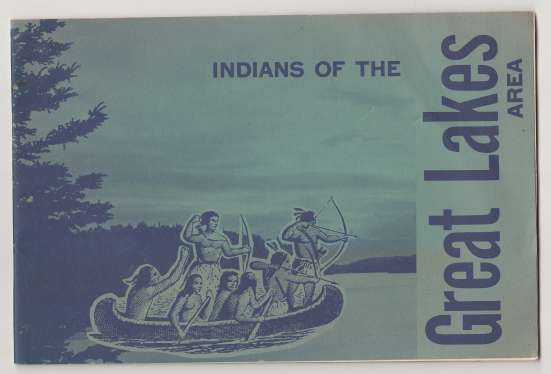 INDIANS OF THE
Great Lakes
AREA